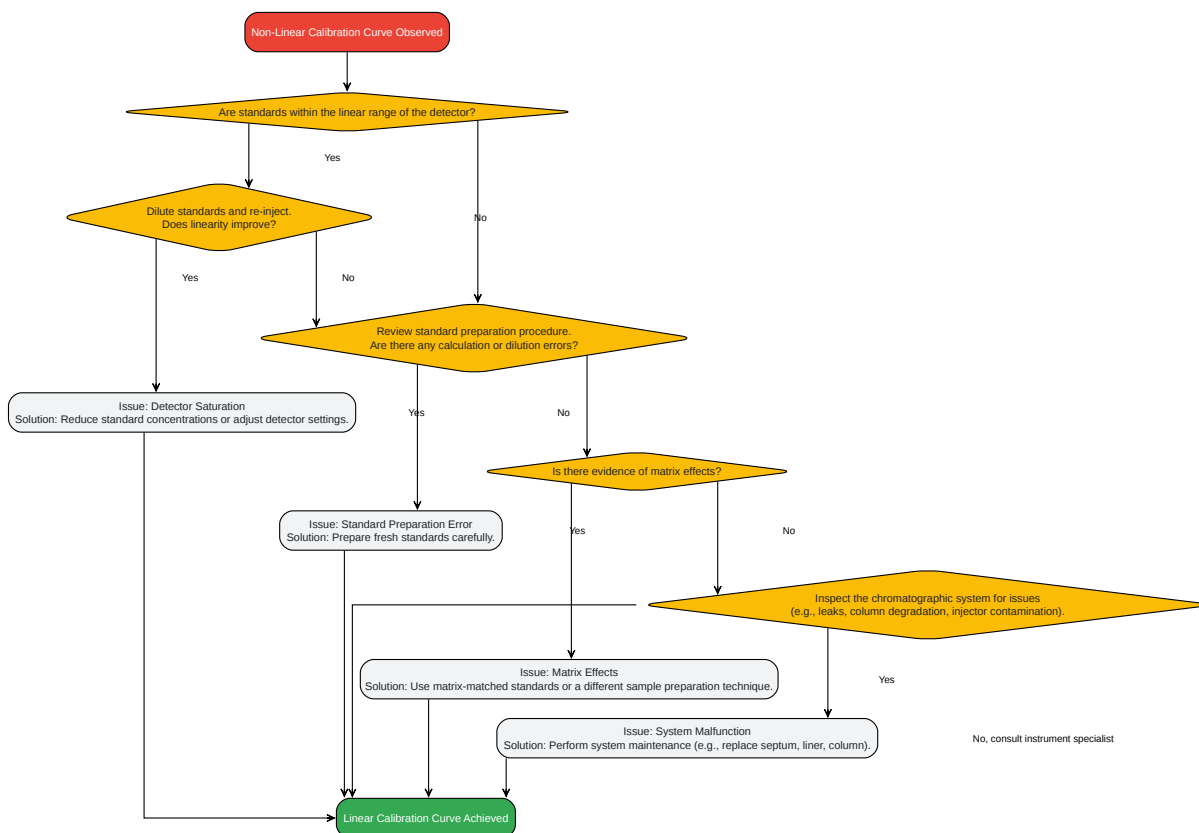 Non-Linear Calibration Curve Observed
Are standards within the linear range of the detector?
Yes
Dilute standards and re-inject.
Does linearity improve?
No
Yes
No
Review standard preparation procedure.
Are there any calculation or dilution errors?
Issue: Detector Saturation
Solution: Reduce standard concentrations or adjust detector settings.
Yes
No
Is there evidence of matrix effects?
Issue: Standard Preparation Error
Solution: Prepare fresh standards carefully.
Yes
No
Inspect the chromatographic system for issues
(e.g., leaks, column degradation, injector contamination).
Issue: Matrix Effects
Solution: Use matrix-matched standards or a different sample preparation technique.
Yes
Issue: System Malfunction
Solution: Perform system maintenance (e.g., replace septum, liner, column).
No, consult instrument specialist
Linear Calibration Curve Achieved